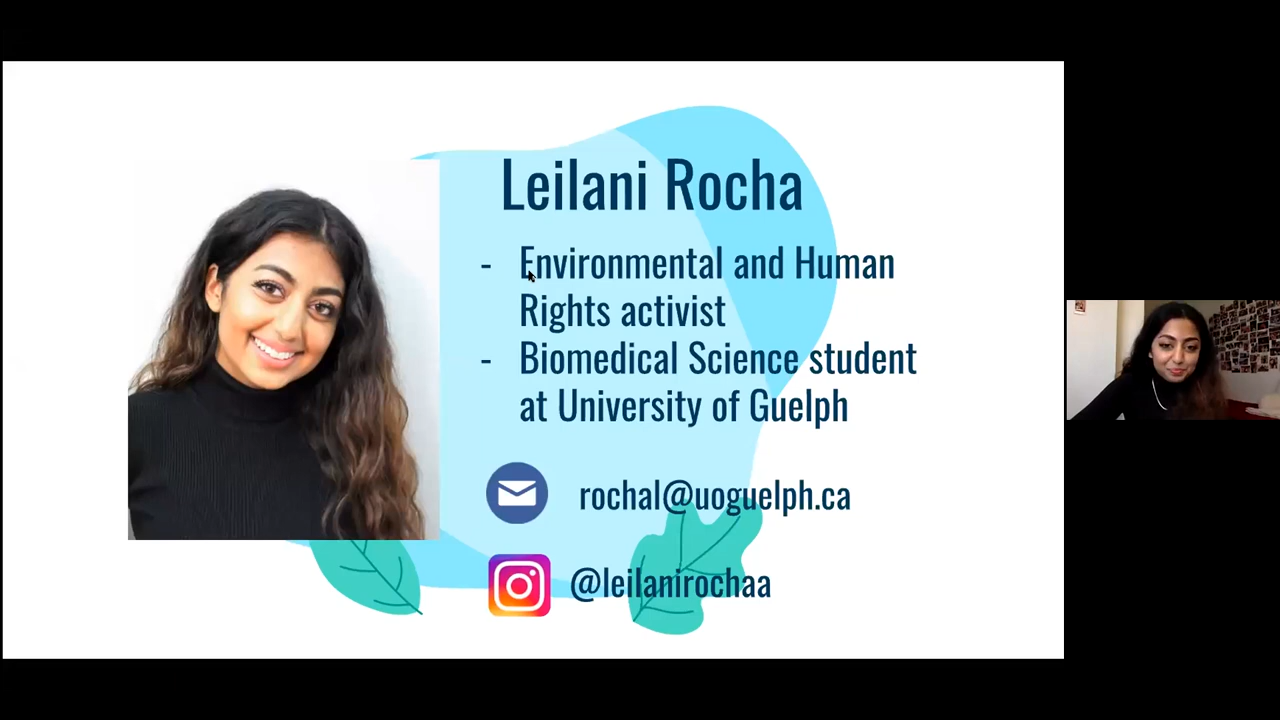 Leilani Rocha
- Environmental and Human
Rights activist
- Biomedical Science student
at University of Guelph
rochal@uoguelph.ca
@leilanirochaa